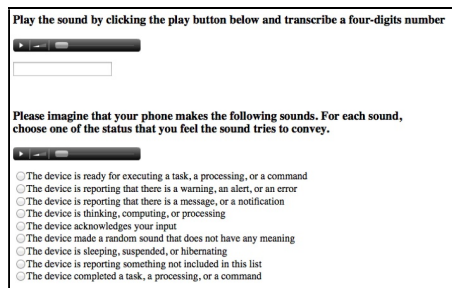 Play the sound by clicking the play button below and transcribe a four-digits number
Please imagine that your phone makes the following sounds. For each sound,
choose one of the status that you feel the sound tries to convey.
The device is ready for executing a task, a processing, or a command
The device is reporting that there is a warning, an alert, or an error
The device is reporting that there is a message, or a notification
The device is thinking, computing, or processing
The device acknowledges your input
The device made a random sound that does not have any meaning
The device is sleeping, suspended, or hibernating
The device is reporting something not included in this list
The device completed a task, a processing, or a command